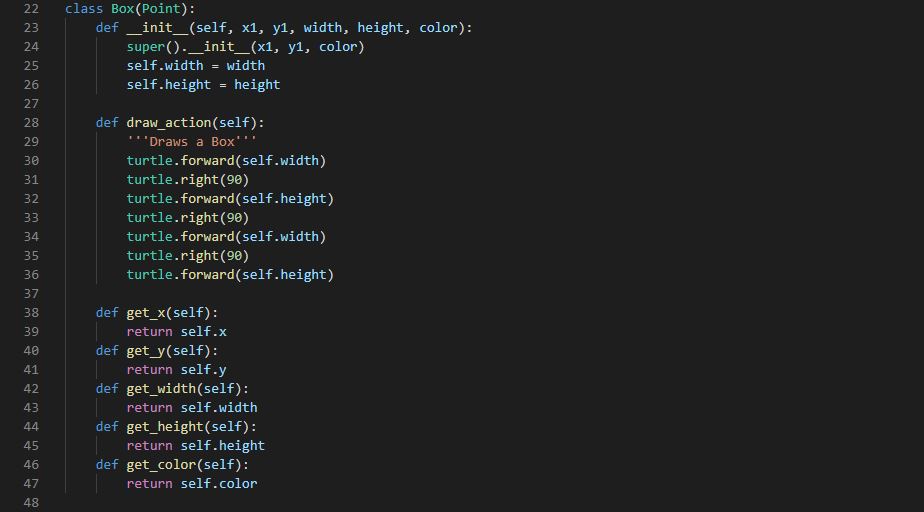 22 class Box(Point):
23     def __init__(self, x1, y1, width, height, color):
24         super().__init__(x1, y1, color)
25         self.width = width
26         self.height = height
27
28     def draw_action(self):
29         '''Draws a Box'''
30         turtle.forward(self.width)
31         turtle.right(90)
32         turtle.forward(self.height)
33         turtle.right(90)
34         turtle.forward(self.width)
35         turtle.right(90)
36         turtle.forward(self.height)
37
38     def get_x(self):
39         return self.x
40     def get_y(self):
41         return self.y
42     def get_width(self):
43         return self.width
44     def get_height(self):
45         return self.height
46     def get_color(self):
47         return self.color
48